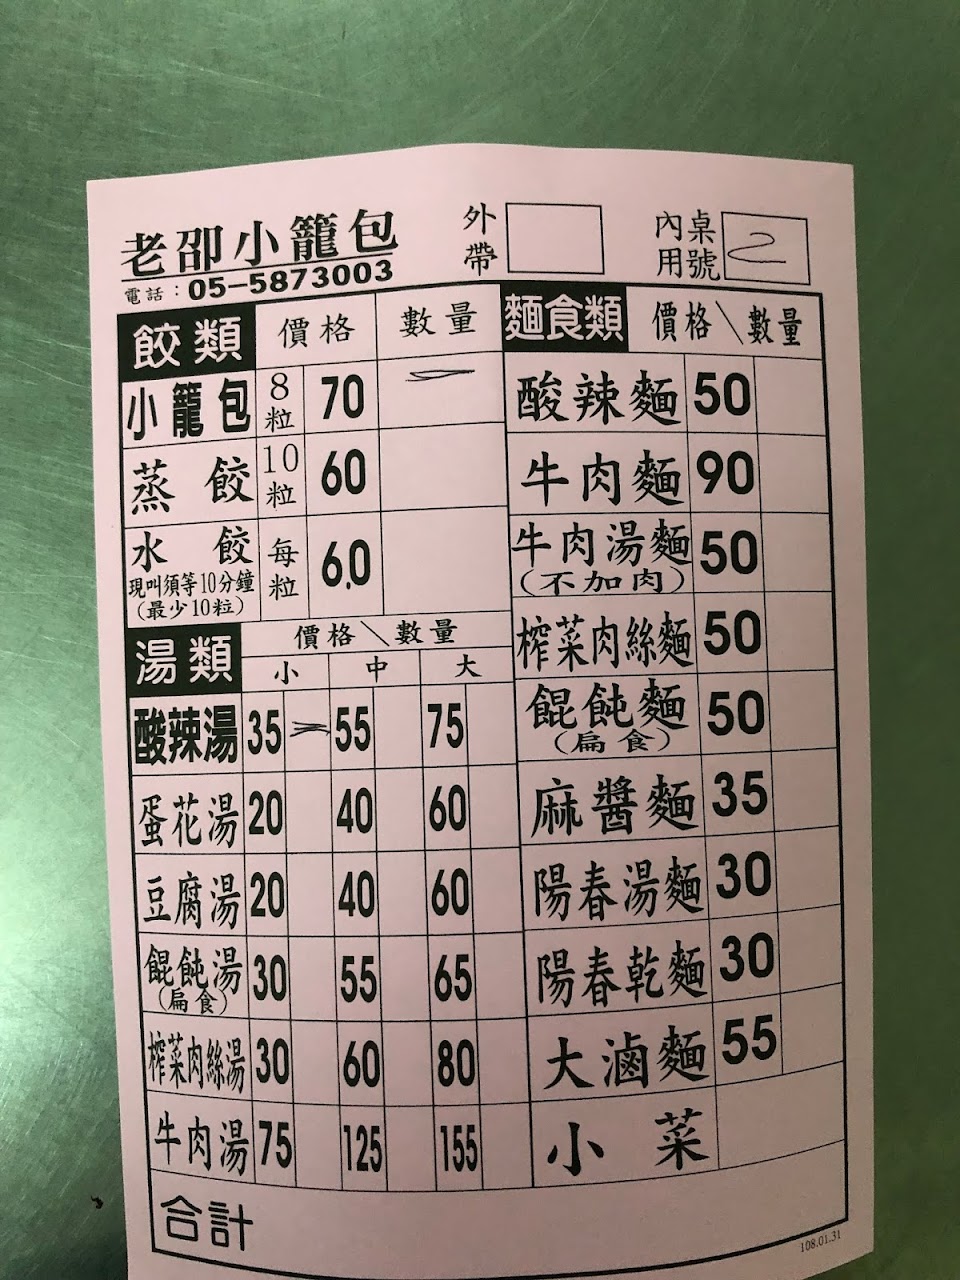 老邵小籠包
電話：05-5873003
外帶
內用桌號 2
餃類 價格 數量
小籠包 8粒 70 一
蒸餃 10粒 60
水餃 每粒 6.0
現叫須等10分鐘
(最少10粒)
湯類 價格\數量
小 中 大
酸辣湯 35 一 55 75
蛋花湯 20 40 60
豆腐湯 20 40 60
餛飩湯 30 55 65
(扁食)
榨菜肉絲湯 30 60 80
牛肉湯 75 125 155
麵食類 價格\數量
酸辣麵 50
牛肉麵 90
牛肉湯麵 50
(不加肉)
榨菜肉絲麵 50
餛飩麵 50
(扁食)
麻醬麵 35
陽春湯麵 30
陽春乾麵 30
大滷麵 55
小菜
合計
108.01.31